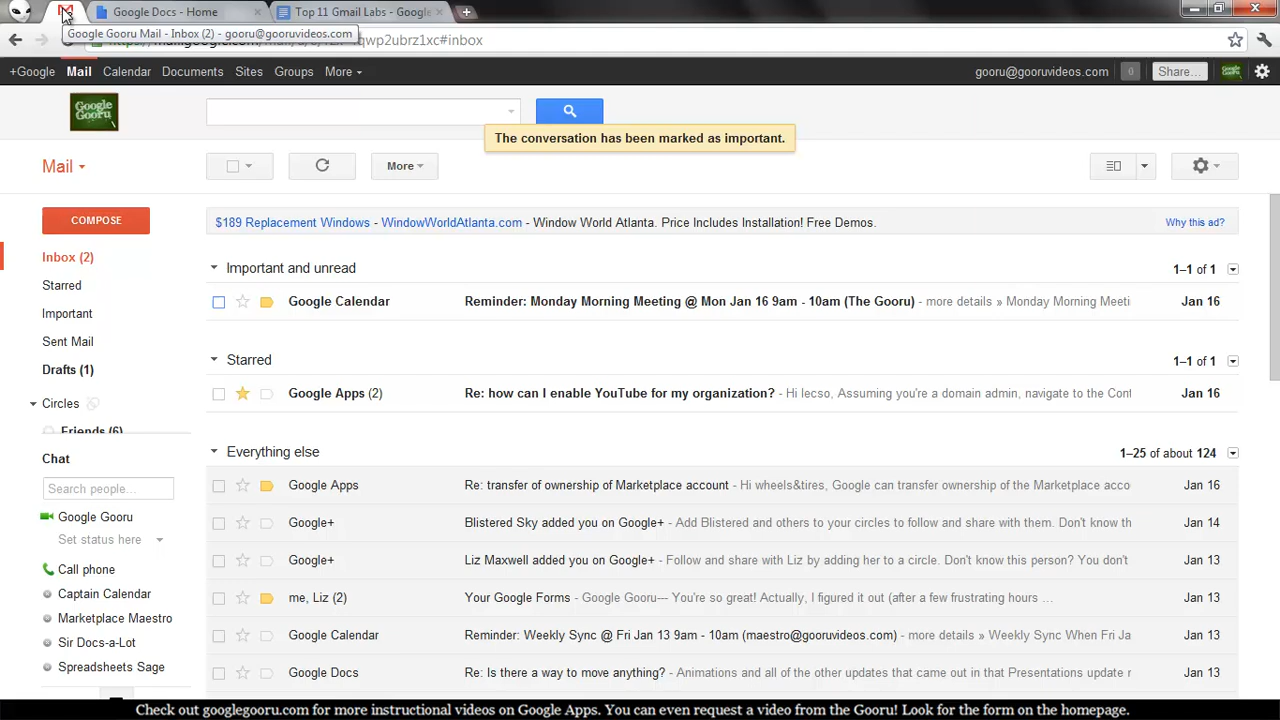 Google Docs - Home
Top 11 Gmail Labs - Google
Google Gooru Mail - Inbox (2) - gooru@gooruvideos.com
qwp2ubrz1xc#inbox
+Google Mail Calendar Documents Sites Groups More
gooru@gooruvideos.com 0 Share...
Google Gooru
The conversation has been marked as important.
Mail
More
COMPOSE
$189 Replacement Windows - WindowWorldAtlanta.com - Window World Atlanta. Price Includes Installation! Free Demos. Why this ad?
Inbox (2)
Starred
Important
Sent Mail
Drafts (1)
Circles
Friends (6)
Chat
Search people...
Google Gooru
Set status here
Call phone
Captain Calendar
Marketplace Maestro
Sir Docs-a-Lot
Spreadsheets Sage
Important and unread 1–1 of 1
Google Calendar Reminder: Monday Morning Meeting @ Mon Jan 16 9am - 10am (The Gooru) - more details » Monday Morning Meeti Jan 16
Starred 1–1 of 1
Google Apps (2) Re: how can I enable YouTube for my organization? - Hi lecso, Assuming you're a domain admin, navigate to the Cont Jan 16
Everything else 1–25 of about 124
Google Apps Re: transfer of ownership of Marketplace account - Hi wheels&tires, Google can transfer ownership of the Marketplace acco Jan 16
Google+ Blistered Sky added you on Google+ - Add Blistered and others to your circles to follow and share with them. Don't know th Jan 14
Google+ Liz Maxwell added you on Google+ - Follow and share with Liz by adding her to a circle. Don't know this person? You don't Jan 13
me, Liz (2) Your Google Forms - Google Gooru--- You're so great! Actually, I figured it out (after a few frustrating hours ... Jan 13
Google Calendar Reminder: Weekly Sync @ Fri Jan 13 9am - 10am (maestro@gooruvideos.com) - more details » Weekly Sync When Fri Ja Jan 13
Google Docs Re: Is there a way to move anything? - Animations and all of the other updates that came out in that Presentations update r Jan 13
Check out googlegooru.com for more instructional videos on Google Apps. You can even request a video from the Gooru! Look for the form on the homepage.